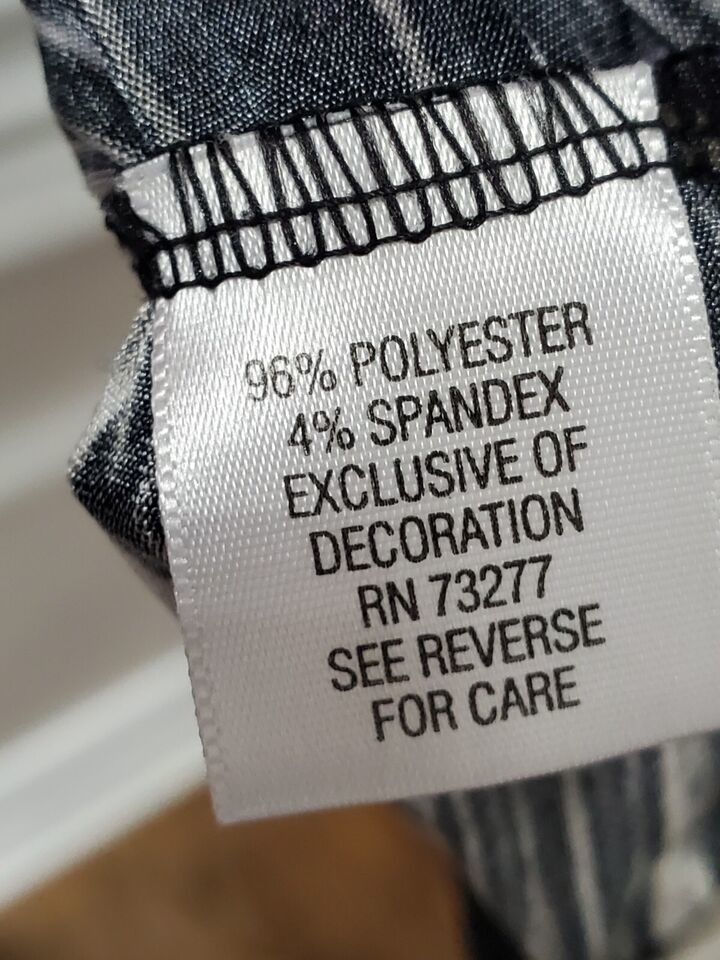 96% POLYESTER
4% SPANDEX
EXCLUSIVE OF
DECORATION
RN 73277
SEE REVERSE
FOR CARE